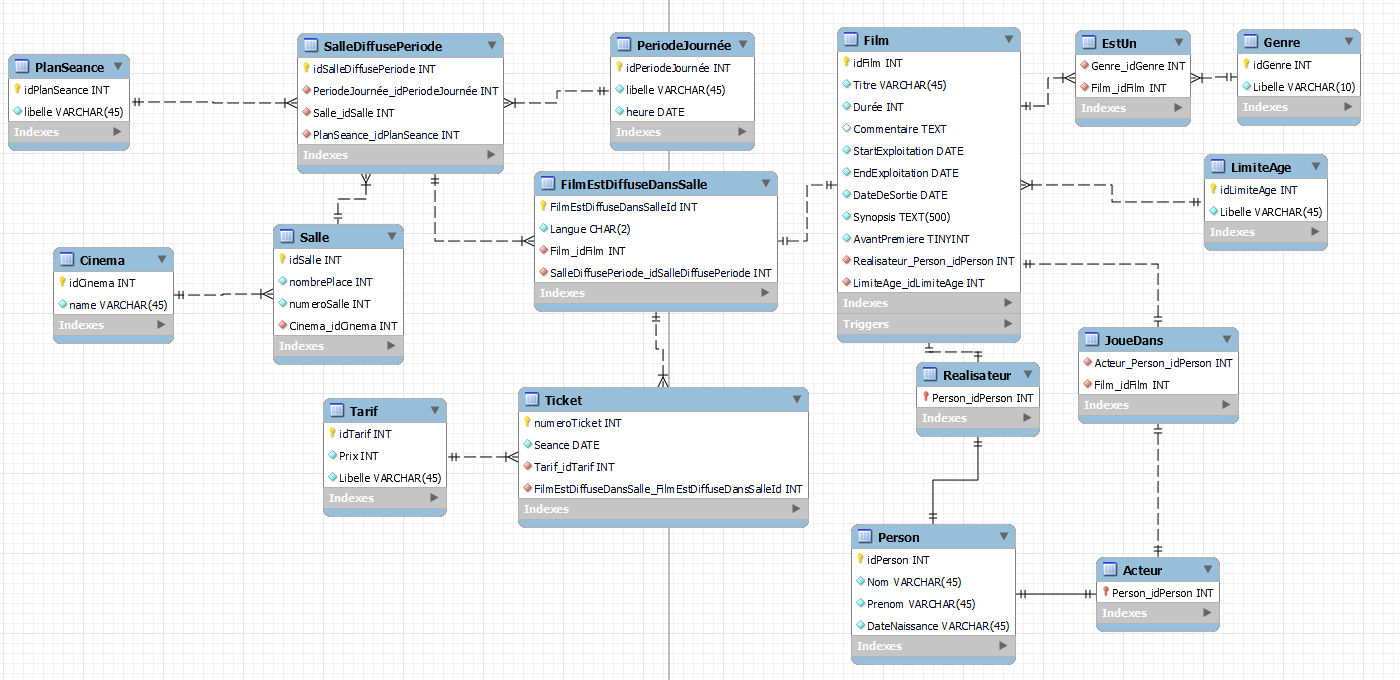 PlanSeance
idPlanSeance INT
libelle VARCHAR(45)
Indexes
SalleDiffusePeriode
idSalleDiffusePeriode INT
PeriodeJournée_idPeriodeJournée INT
Salle_idSalle INT
PlanSeance_idPlanSeance INT
Indexes
PeriodeJournée
idPeriodeJournée INT
libelle VARCHAR(45)
heure DATE
Indexes
Film
idFilm INT
Titre VARCHAR(45)
Durée INT
Commentaire TEXT
StartExploitation DATE
EndExploitation DATE
DateDeSortie DATE
Synopsis TEXT(500)
AvantPremiere TINYINT
Realisateur_Person_idPerson INT
LimiteAge_idLimiteAge INT
Indexes
Triggers
EstUn
Genre_idGenre INT
Film_idFilm INT
Indexes
Genre
idGenre INT
Libelle VARCHAR(10)
Indexes
LimiteAge
idLimiteAge INT
Libelle VARCHAR(45)
Indexes
FilmEstDiffuseDansSalle
FilmEstDiffuseDansSalleId INT
Langue CHAR(2)
Film_idFilm INT
SalleDiffusePeriode_idSalleDiffusePeriode INT
Indexes
Cinema
idCinema INT
name VARCHAR(45)
Indexes
Salle
idSalle INT
nombrePlace INT
numeroSalle INT
Cinema_idCinema INT
Indexes
Tarif
idTarif INT
Prix INT
Libelle VARCHAR(45)
Indexes
Ticket
numeroTicket INT
Seance DATE
Tarif_idTarif INT
FilmEstDiffuseDansSalle_FilmEstDiffuseDansSalleId INT
Indexes
Realisateur
Person_idPerson INT
Indexes
JoueDans
Acteur_Person_idPerson INT
Film_idFilm INT
Indexes
Person
idPerson INT
Nom VARCHAR(45)
Prenom VARCHAR(45)
DateNaissance VARCHAR(45)
Indexes
Acteur
Person_idPerson INT
Indexes